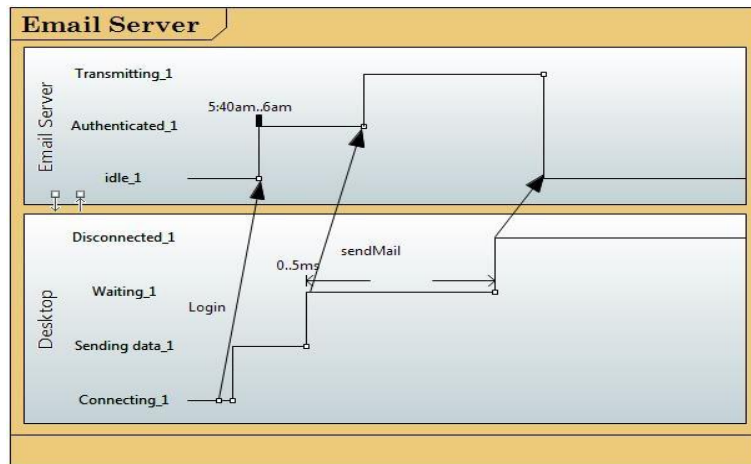 Email Server
Email Server
Transmitting_1
5:40am..6am
Authenticated_1
idle_1
Desktop
Disconnected_1
sendMail
0..5ms
Waiting_1
Login
Sending data_1
Connecting_1